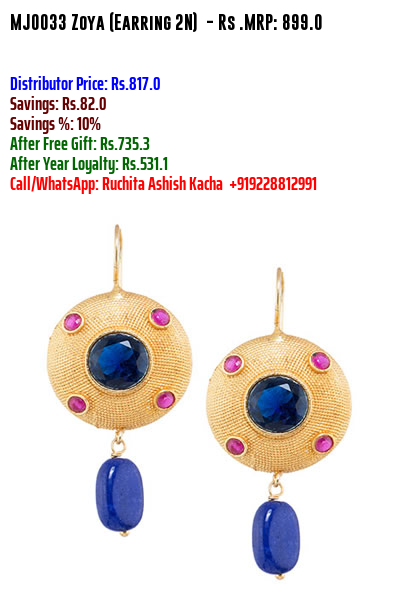 MJ0033 Zoya (Earring 2N) - Rs .MRP: 899.0
Distributor Price: Rs.817.0
Savings: Rs.82.0
Savings %: 10%
After Free Gift: Rs.735.3
After Year Loyalty: Rs.531.1
Call/WhatsApp: Ruchita Ashish Kacha +919228812991